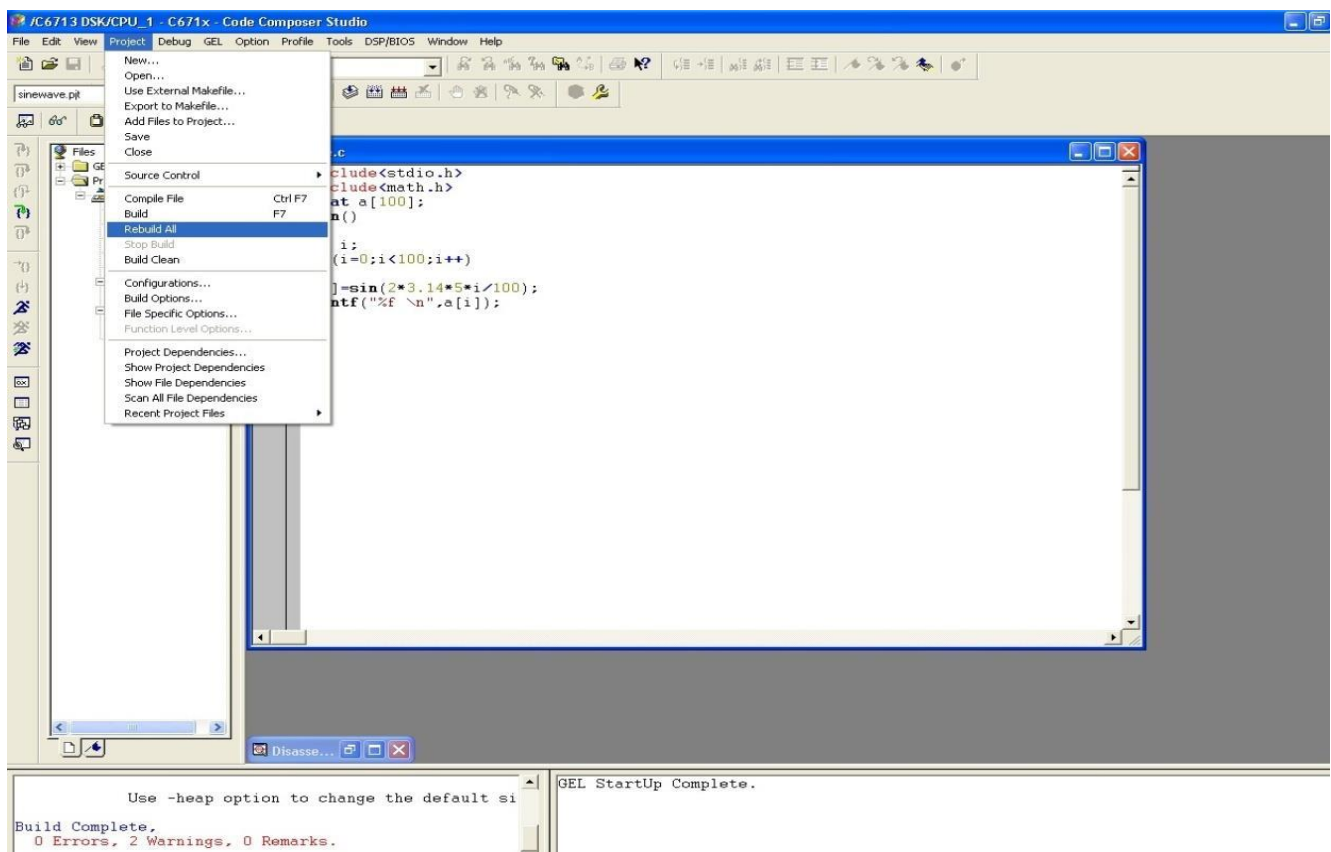 /C6713 DSK/CPU_1 - C671x - Code Composer Studio
File Edit View Project Debug GEL Option Profile Tools DSP/BIOS Window Help
sinewave.pjt
New...
Open...
Use External Makefile...
Export to Makefile...
Add Files to Project...
Save
Close
Source Control
Compile File Ctrl F7
Build F7
Rebuild All
Stop Build
Build Clean
Configurations...
Build Options...
File Specific Options...
Function Level Options...
Project Dependencies...
Show Project Dependencies
Show File Dependencies
Scan All File Dependencies
Recent Project Files
Files
GE
Pr
.c
clude<stdio.h>
clude<math.h>
at a[100];
n()
i;
(i=0;i<100;i++)
]=sin(2*3.14*5*i/100);
ntf("%f \n",a[i]);
Disasse...
Use -heap option to change the default si
Build Complete,
0 Errors, 2 Warnings, 0 Remarks.
GEL StartUp Complete.